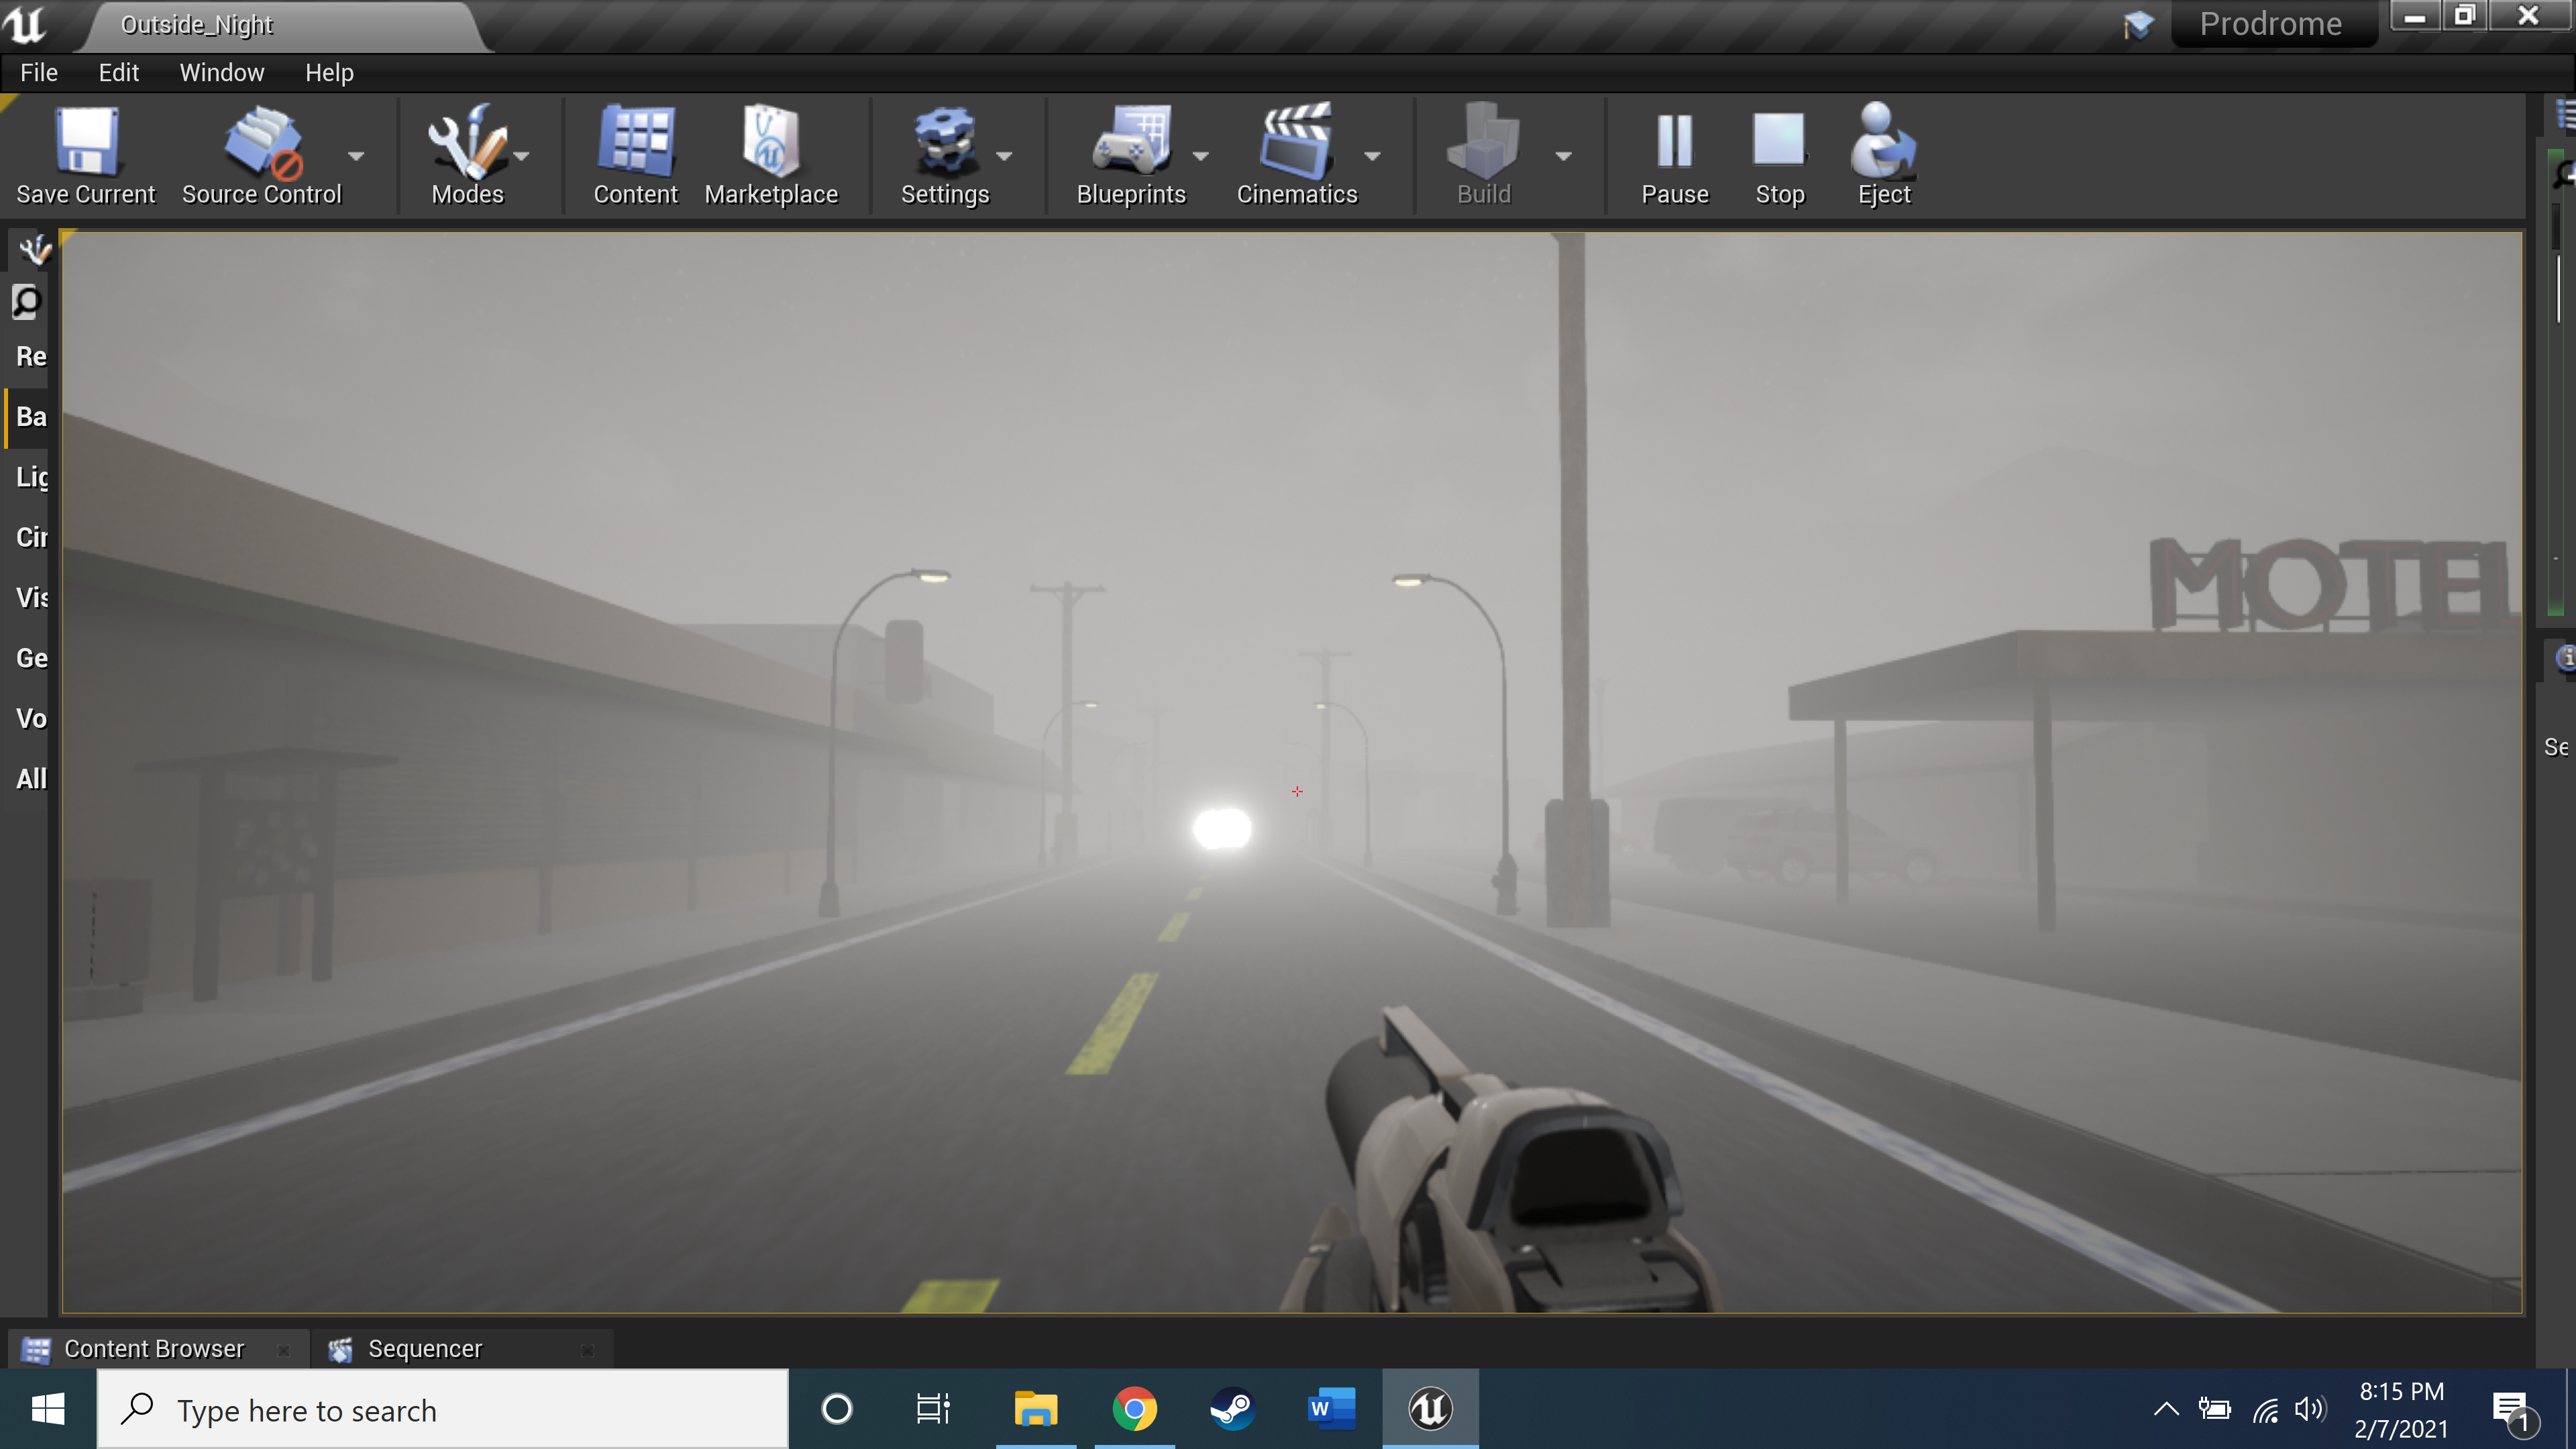 Outside_Night
Prodrome
File Edit Window Help
Save Current Source Control Modes Content Marketplace Settings Blueprints Cinematics Build Pause Stop Eject
Re
Ba
Lig
Cin
Vis
Ge
Vo
All
MOTEL
Se
Content Browser Sequencer
Type here to search
8:15 PM
2/7/2021
1